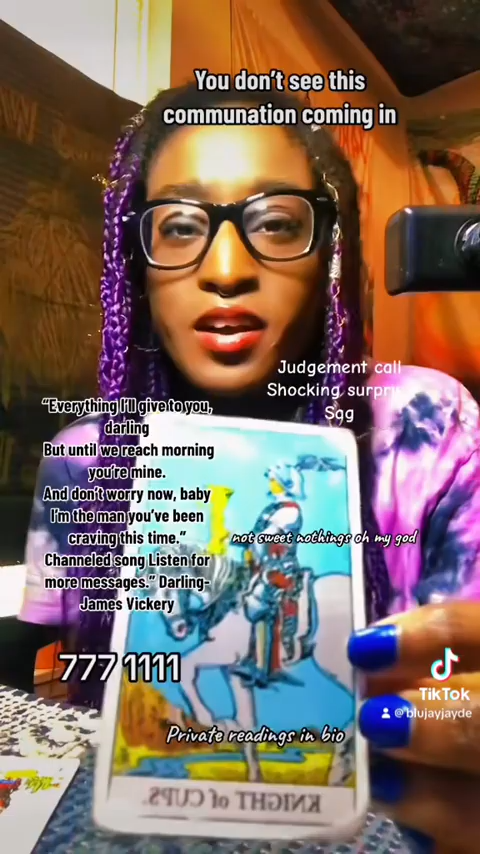 You don't see this
communation coming in
Judgement call
Shocking surpr
Sgg
"Everything I'll give to you,
darling
But until we reach morning
you're mine.
And don't worry now, baby
I'm the man you've been
craving this time."
Channeled song Listen for
more messages." Darling-
James Vickery
not sweet nothings oh my god
777 1111
TikTok
@blujayjayde
Private readings in bio
KNIGHT of CUPS.